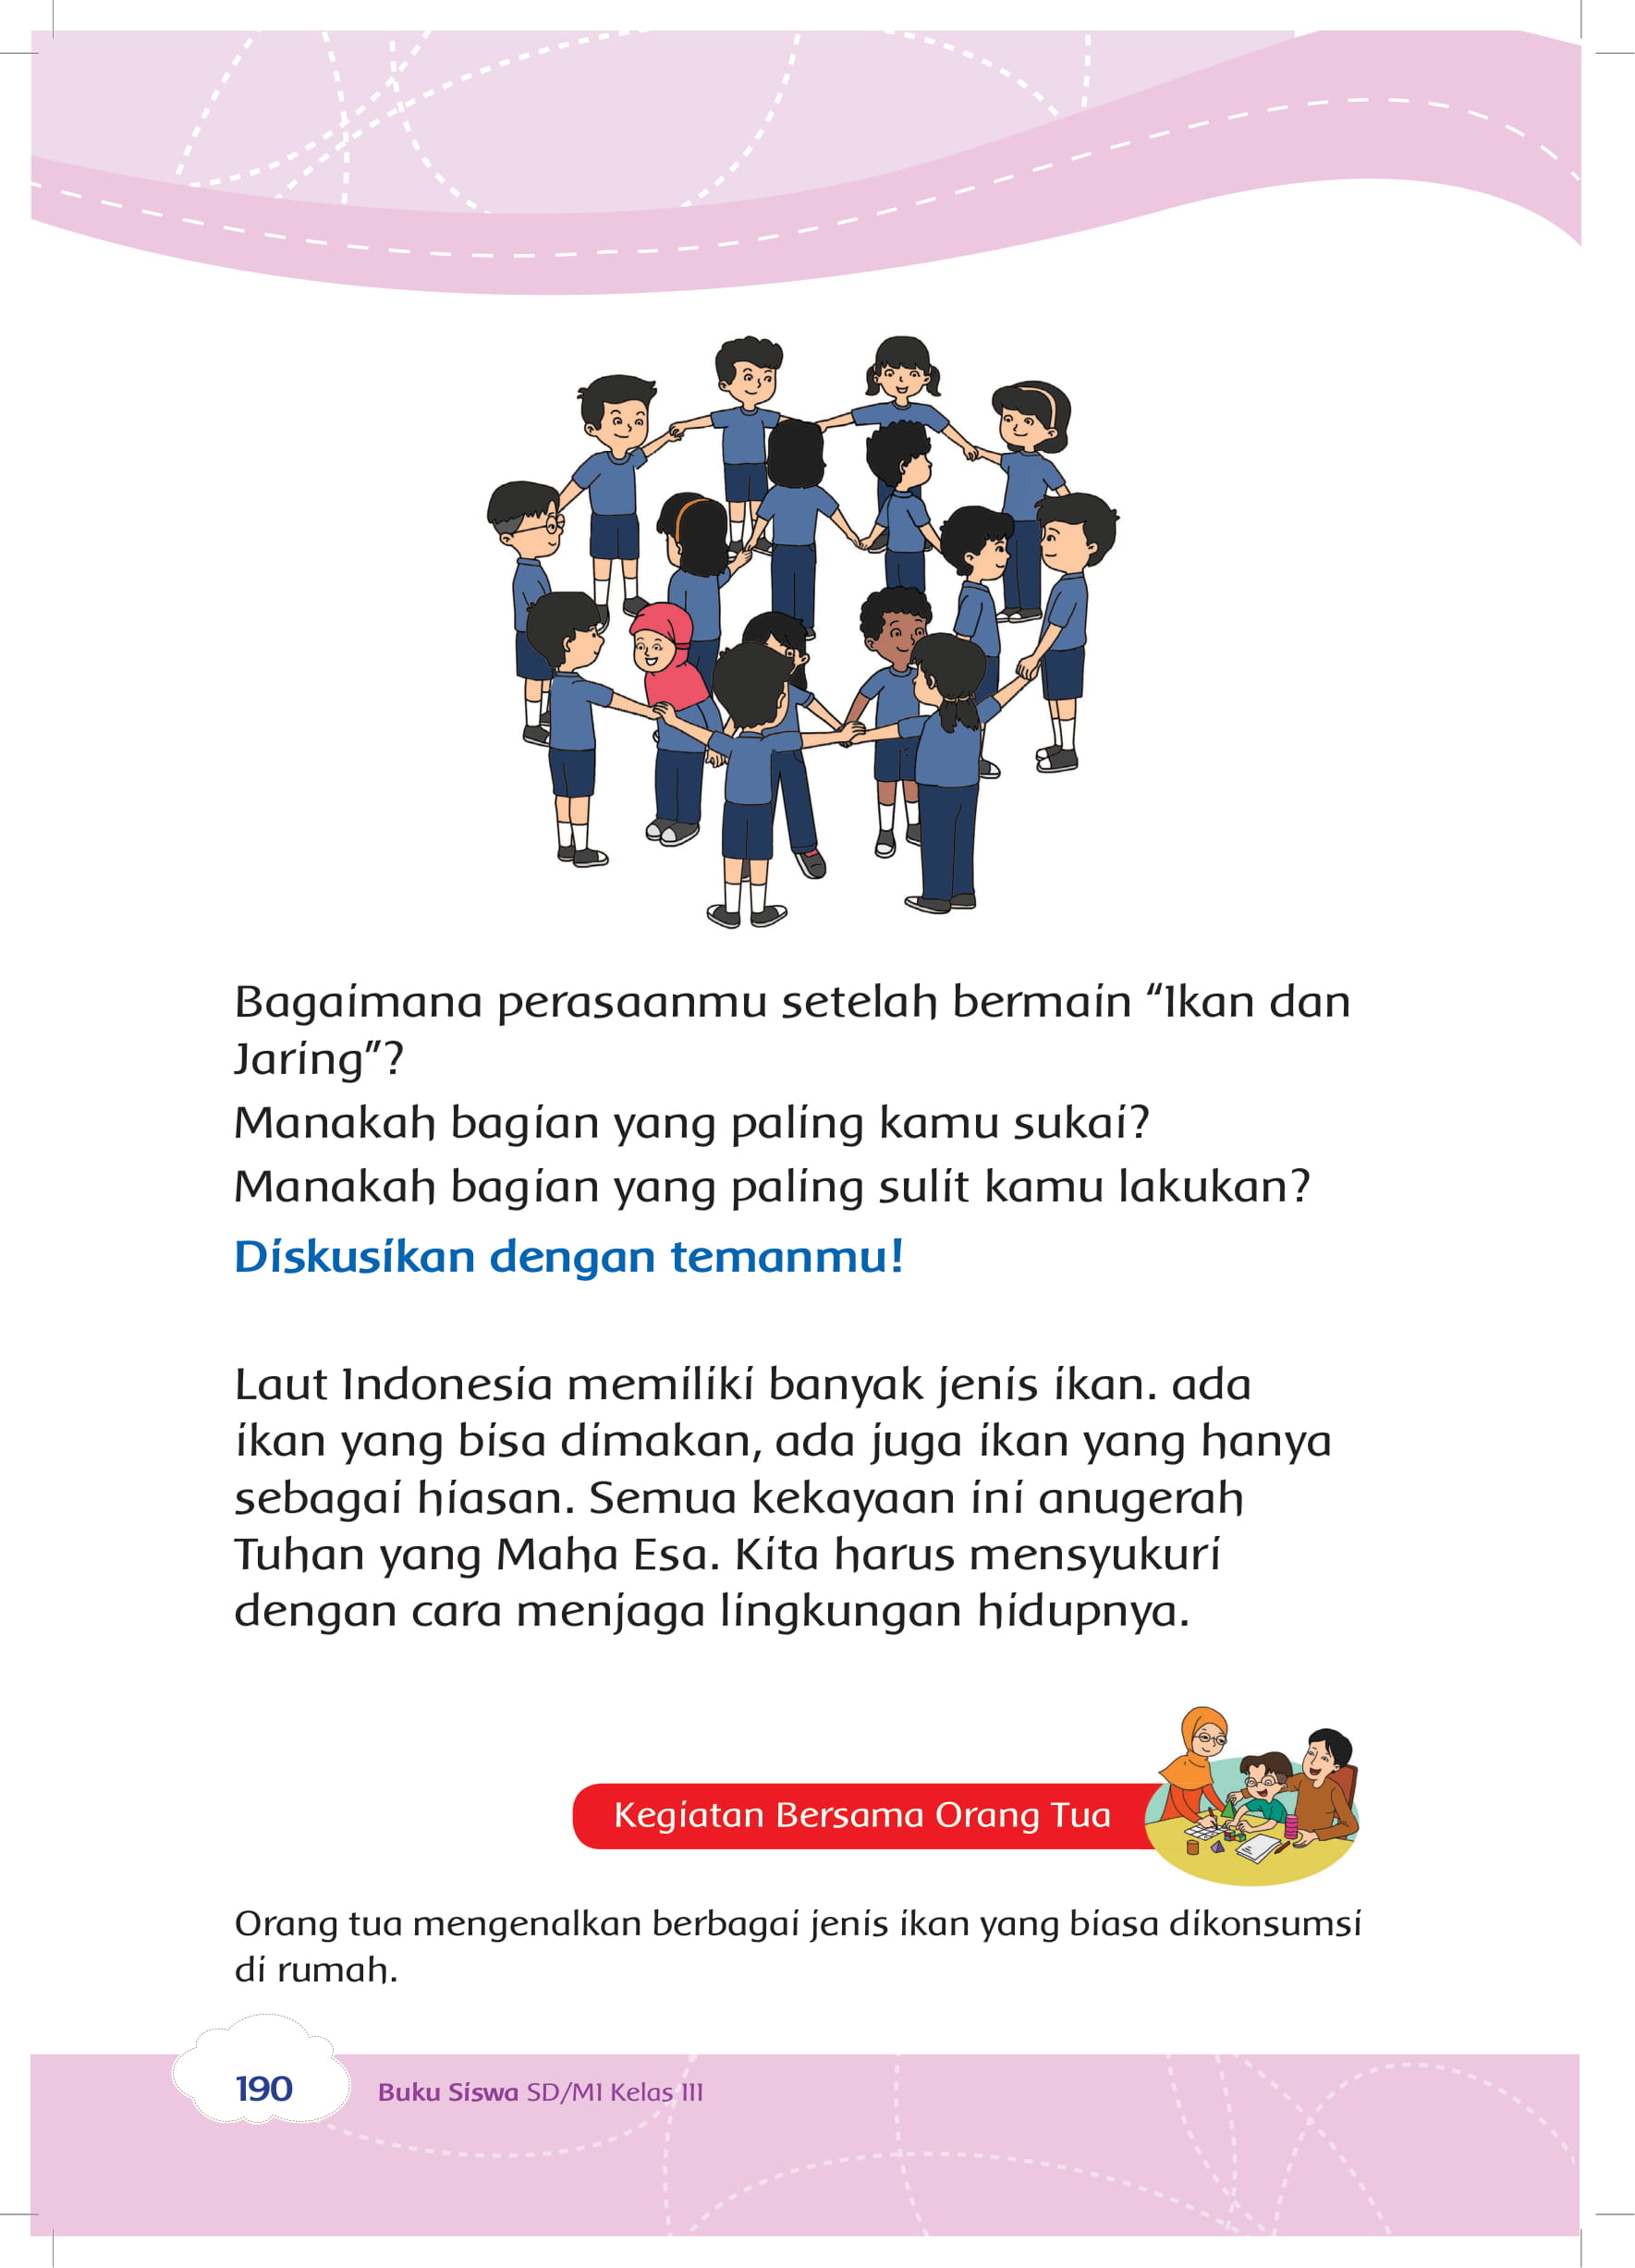 Bagaimana perasaanmu setelah bermain “Ikan dan
Jaring”?
Manakah bagian yang paling kamu sukai?
Manakah bagian yang paling sulit kamu lakukan?
Diskusikan dengan temanmu!
Laut Indonesia memiliki banyak jenis ikan. ada
ikan yang bisa dimakan, ada juga ikan yang hanya
sebagai hiasan. Semua kekayaan ini anugerah
Tuhan yang Maha Esa. Kita harus mensyukuri
dengan cara menjaga lingkungan hidupnya.
Kegiatan Bersama Orang Tua
Orang tua mengenalkan berbagai jenis ikan yang biasa dikonsumsi
di rumah.
190 Buku Siswa SD/MI Kelas III